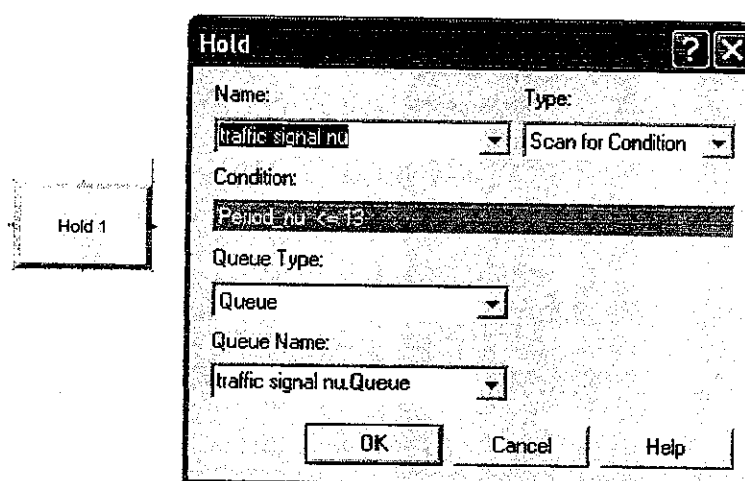 Hold
Name:
Type:
traffic signal nu
Scan for Condition
Condition:
Period_nu <= 13
Hold 1
Queue Type:
Queue
Queue Name:
traffic signal nu.Queue
OK
Cancel
Help